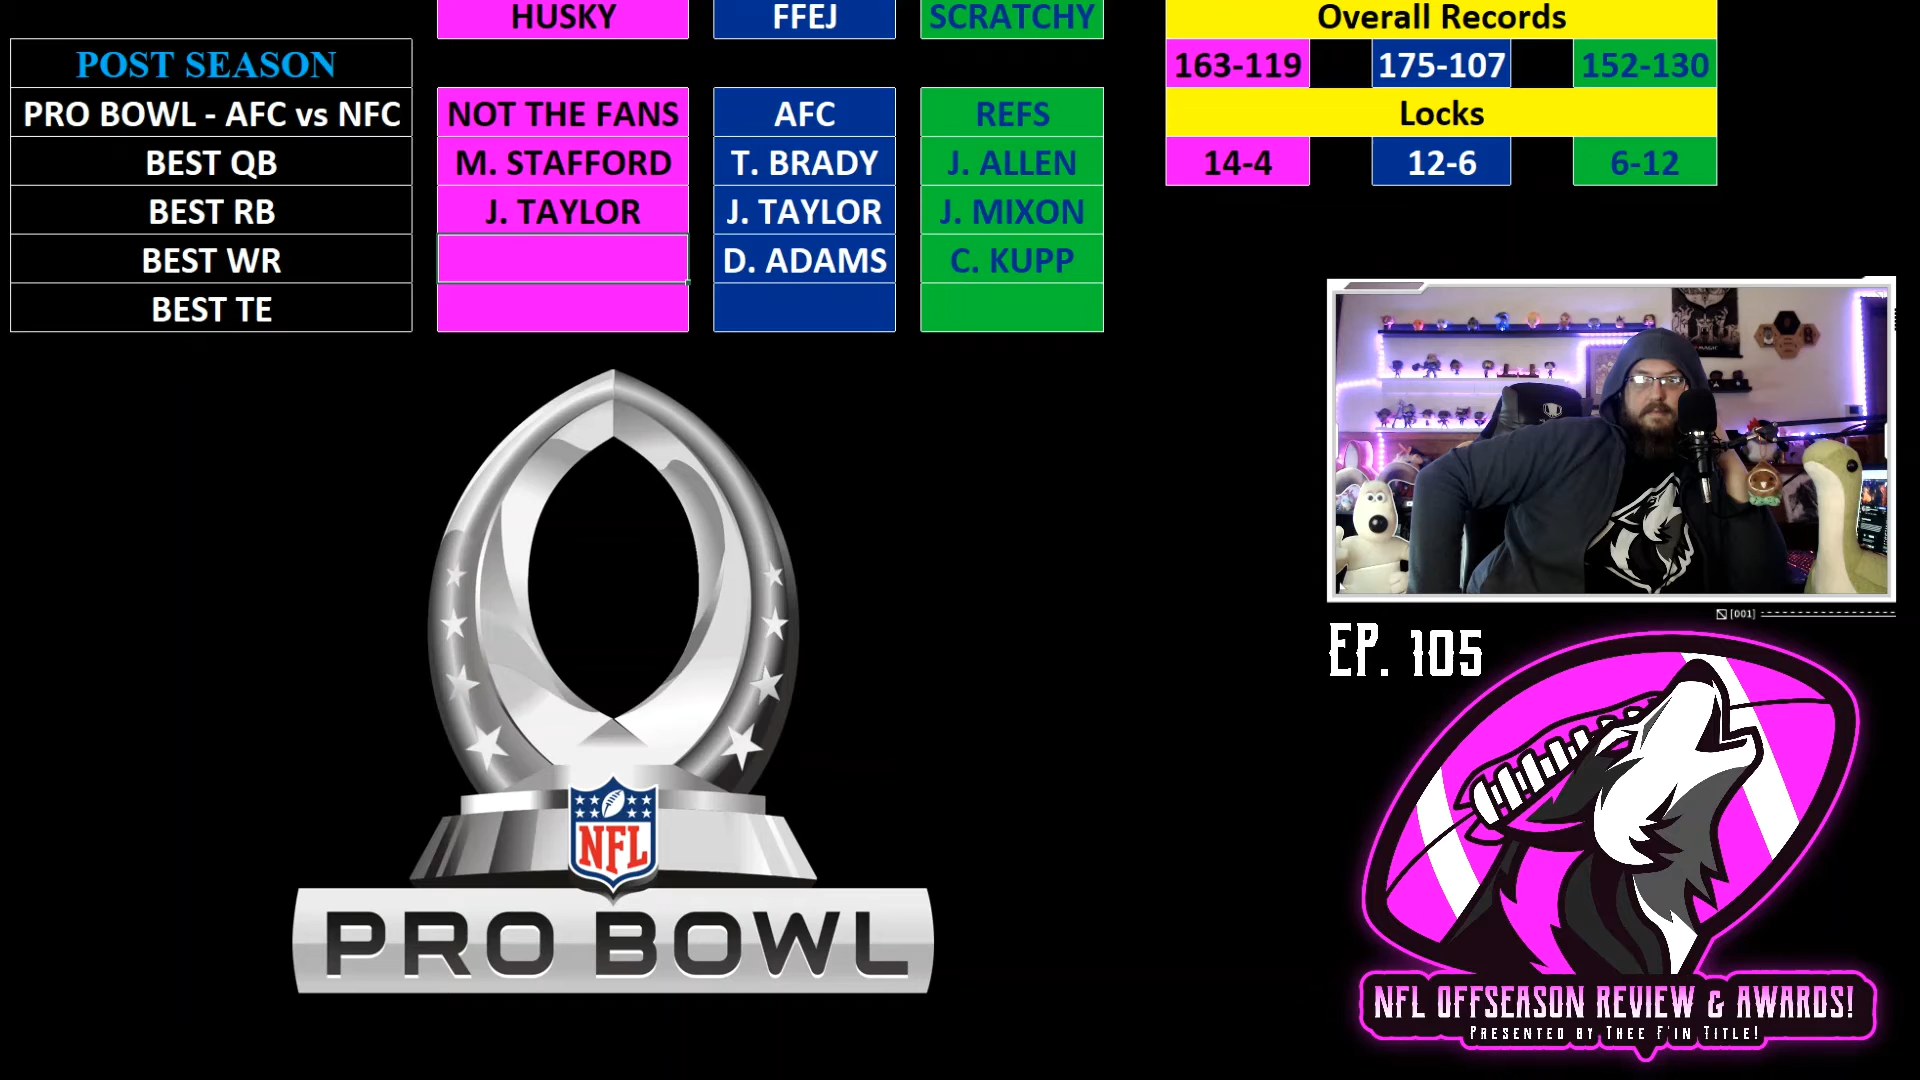 HUSKY FFEJ SCRATCHY Overall Records
POST SEASON 163-119 175-107 152-130
PRO BOWL - AFC vs NFC NOT THE FANS AFC REFS Locks
BEST QB M. STAFFORD T. BRADY J. ALLEN 14-4 12-6 6-12
BEST RB J. TAYLOR J. TAYLOR J. MIXON
BEST WR D. ADAMS C. KUPP
BEST TE
MAGIC
[001]
EP. 105
NFL
PRO BOWL
NFL OFFSEASON REVIEW & AWARDS!
PRESENTED BY THEE F'IN TITLE!